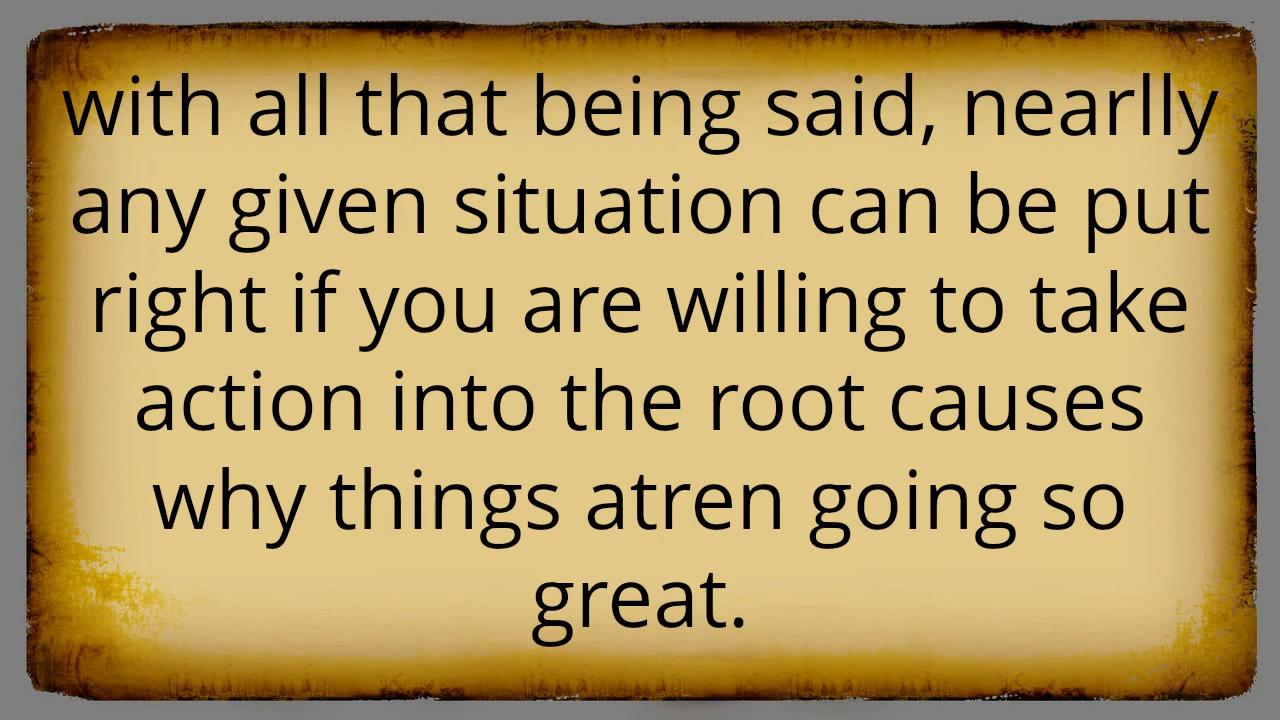 with all that being said, nearlly
any given situation can be put
right if you are willing to take
action into the root causes
why things atren going so
great.